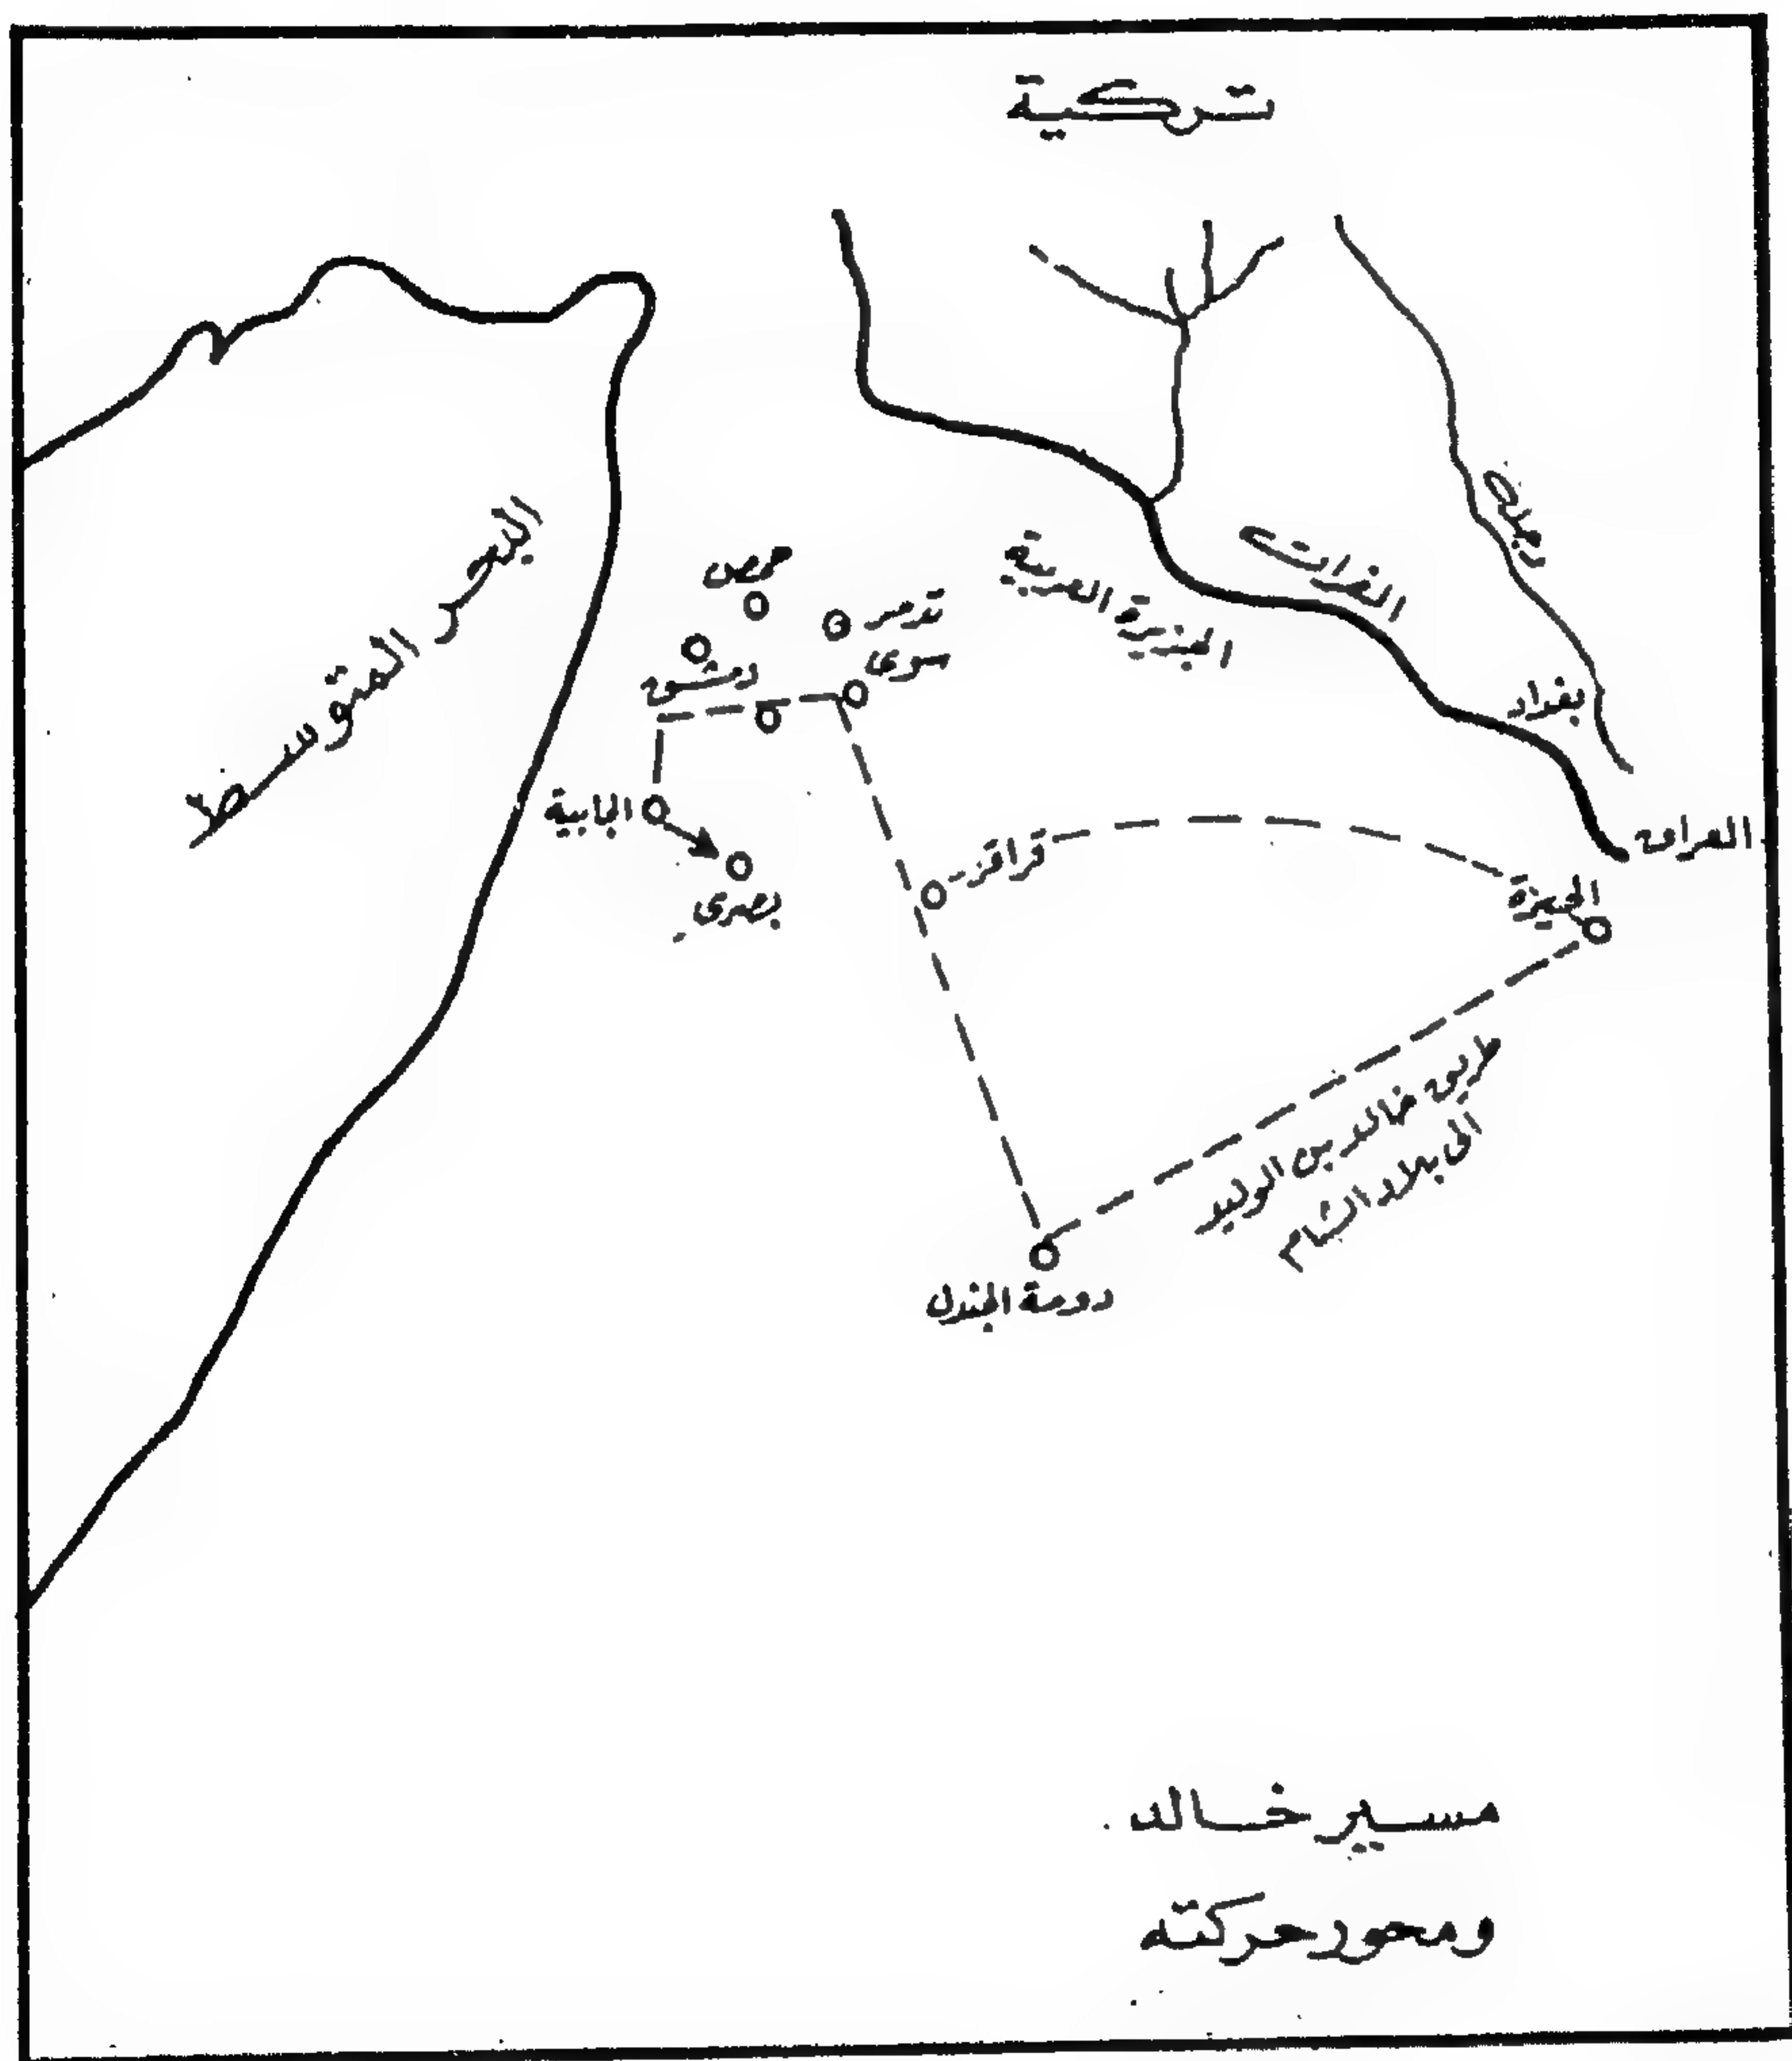 تركية
البحر المتوسط
حمص
تدمر
سوى
دمشق
الجزيرة العربية
الفرات
دجلة
بغداد
العراق
الجابية
بصرى
قراقر
الحيرة
طريق خالد بن الوليد
الى بلاد الشام
دومة الجندل
مسير خالد
ومحور حركته